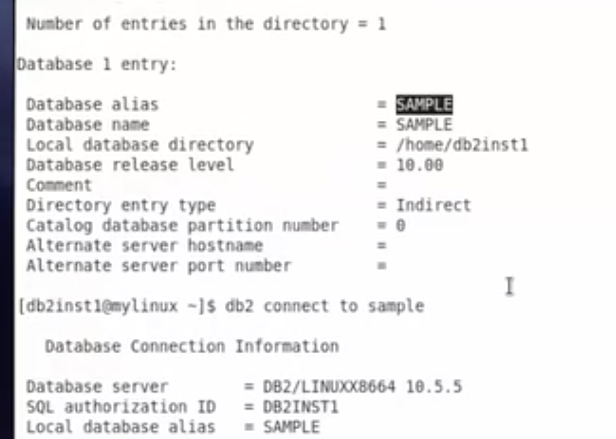 Number of entries in the directory = 1
Database 1 entry:
Database alias = SAMPLE
Database name = SAMPLE
Local database directory = /home/db2inst1
Database release level = 10.00
Comment =
Directory entry type = Indirect
Catalog database partition number = 0
Alternate server hostname =
Alternate server port number =
[db2inst1@mylinux ~]$ db2 connect to sample
Database Connection Information
Database server = DB2/LINUXX8664 10.5.5
SQL authorization ID = DB2INST1
Local database alias = SAMPLE